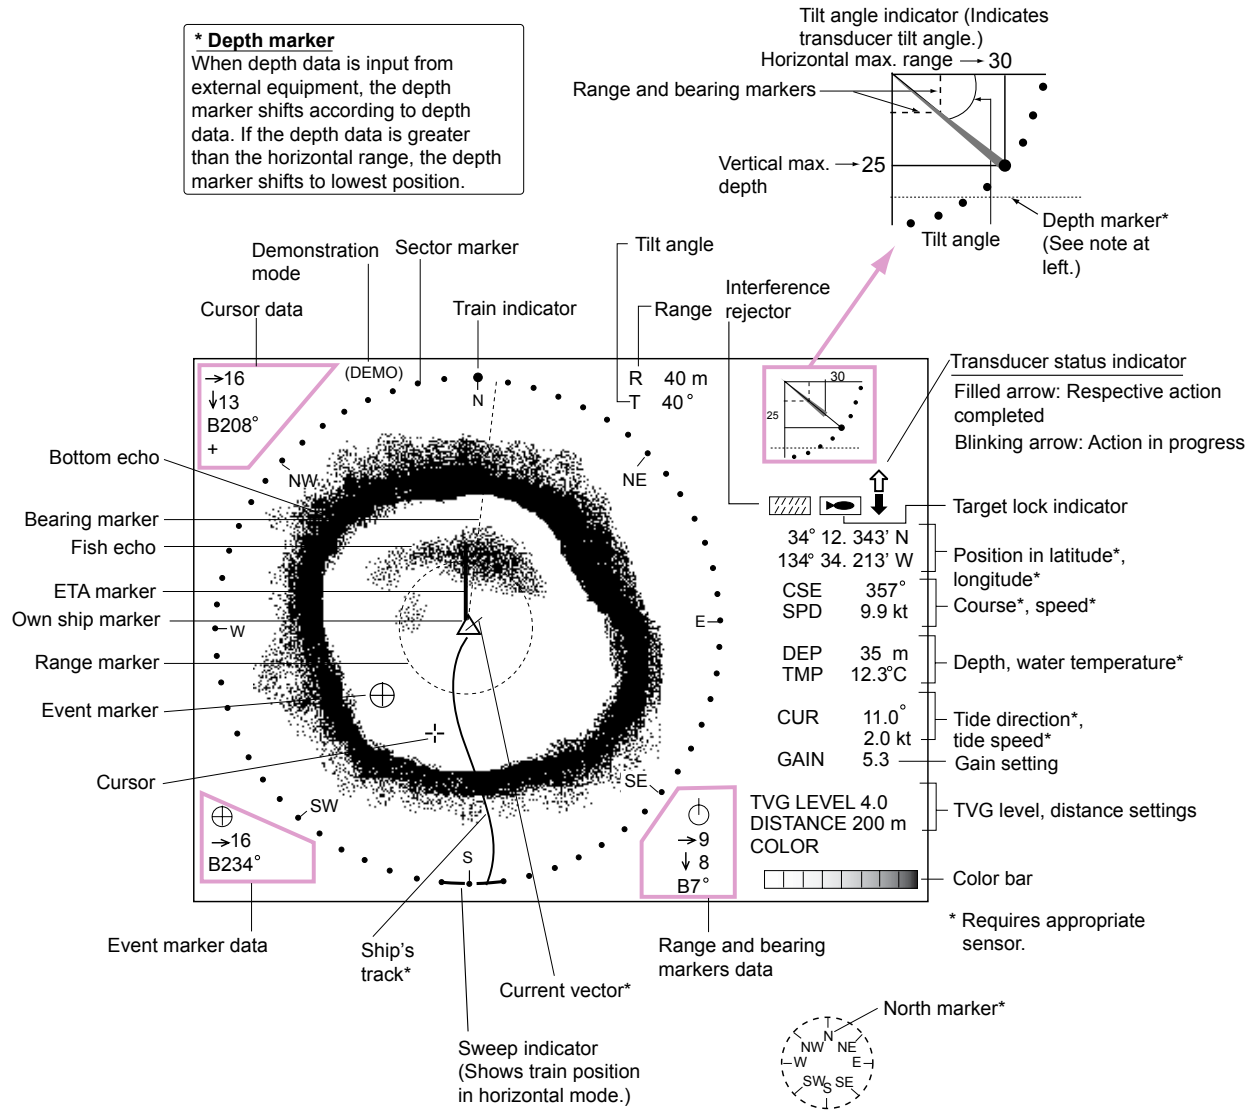 * Depth marker
When depth data is input from
external equipment, the depth
marker shifts according to depth
data. If the depth data is greater
than the horizontal range, the depth
marker shifts to lowest position.
Tilt angle indicator (Indicates
transducer tilt angle.)
Horizontal max. range
30
Range and bearing markers
Vertical max.
depth
25
Tilt angle
Depth marker*
(See note at
left.)
Demonstration
mode
Sector marker
Tilt angle
Cursor data
Train indicator
Range
Interference
rejector
Transducer status indicator
Filled arrow: Respective action
completed
Blinking arrow: Action in progress
→16
↓13
B208°
+
(DEMO)
R 40 m
T 40°
30
25
N
NW
NE
W
E
SW
SE
S
Bottom echo
Bearing marker
Fish echo
ETA marker
Own ship marker
Range marker
Event marker
Cursor
Target lock indicator
34° 12. 343' N
134° 34. 213' W
Position in latitude*,
longitude*
CSE 357°
SPD 9.9 kt
Course*, speed*
DEP 35 m
TMP 12.3°C
Depth, water temperature*
CUR 11.0°
2.0 kt
Tide direction*,
tide speed*
GAIN 5.3
Gain setting
TVG LEVEL 4.0
DISTANCE 200 m
COLOR
TVG level, distance settings
Color bar
* Requires appropriate
sensor.
→16
B234°
→9
↓ 8
B7°
Event marker data
Ship's
track*
Current vector*
Range and bearing
markers data
Sweep indicator
(Shows train position
in horizontal mode.)
North marker*
N
NW
NE
W
E
SW
S
SE